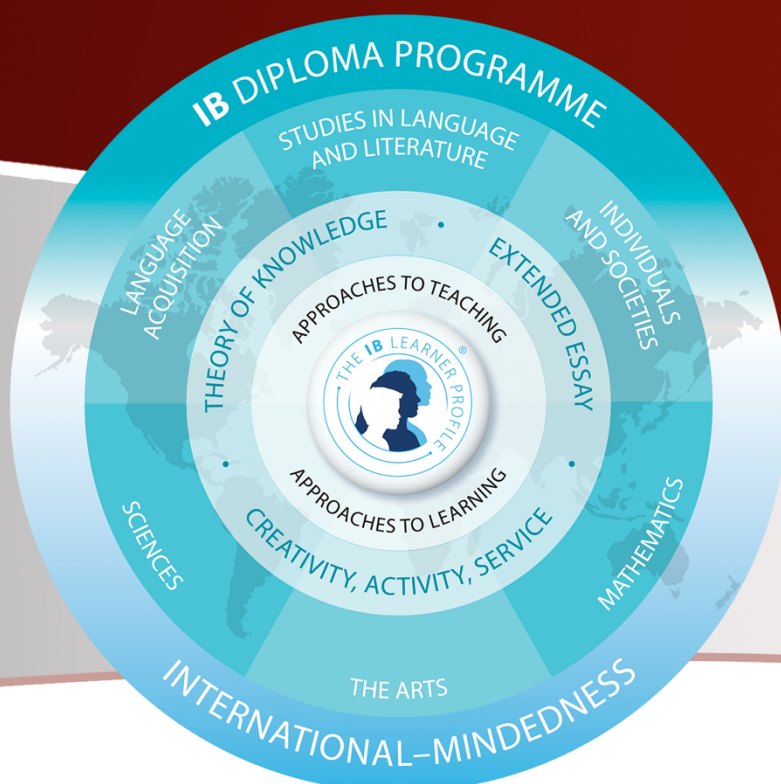 IB DIPLOMA PROGRAMME
STUDIES IN LANGUAGE
AND LITERATURE
LANGUAGE
ACQUISITION
INDIVIDUALS
AND SOCIETIES
THEORY OF KNOWLEDGE
EXTENDED ESSAY
APPROACHES TO TEACHING
THE IB LEARNER PROFILE ®
APPROACHES TO LEARNING
CREATIVITY, ACTIVITY, SERVICE
SCIENCES
MATHEMATICS
THE ARTS
INTERNATIONAL–MINDEDNESS